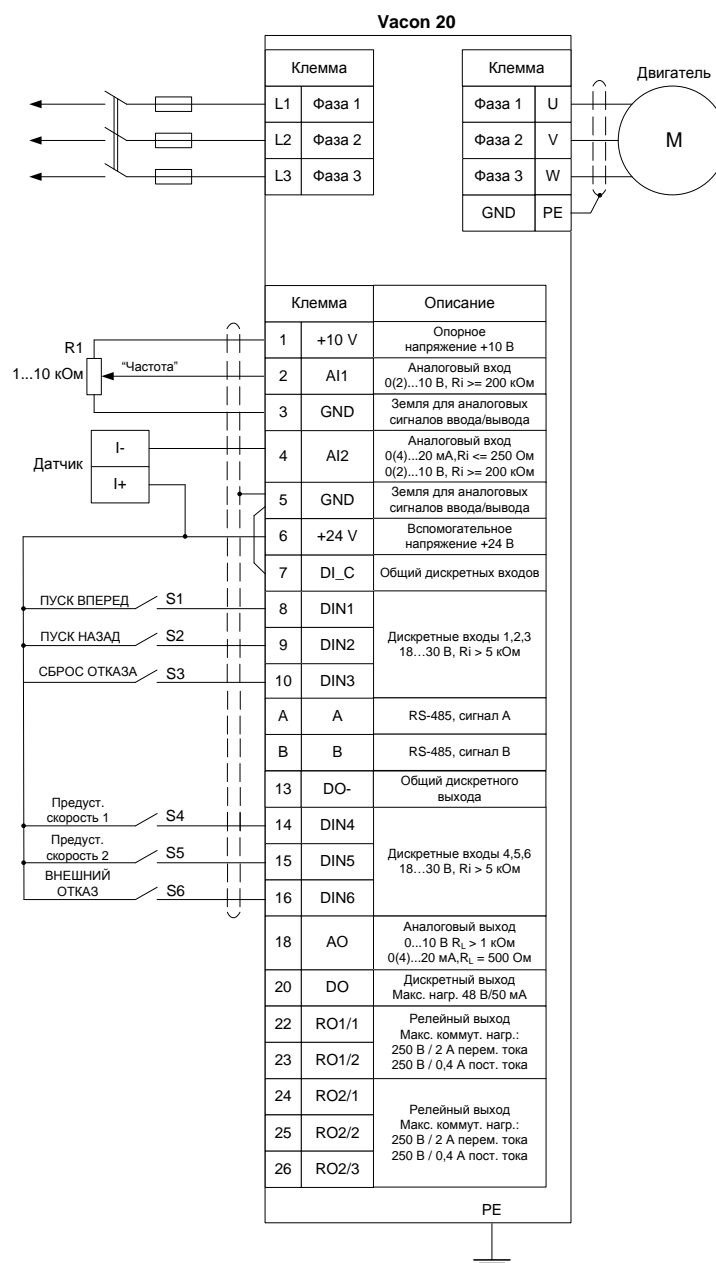 Vacon 20
Клемма
L1 Фаза 1
L2 Фаза 2
L3 Фаза 3
Клемма
Фаза 1 U
Фаза 2 V
Фаза 3 W
GND PE
Двигатель
M
R1
1...10 кОм
“Частота”
Датчик
I-
I+
ПУСК ВПЕРЕД S1
ПУСК НАЗАД S2
СБРОС ОТКАЗА S3
Предуст.
скорость 1 S4
Предуст.
скорость 2 S5
ВНЕШНИЙ
ОТКАЗ S6
Клемма Описание
1 +10 V Опорное
напряжение +10 В
2 AI1 Аналоговый вход
0(2)...10 В, Ri >= 200 кОм
3 GND Земля для аналоговых
сигналов ввода/вывода
4 AI2 Аналоговый вход
0(4)...20 мА,Ri <= 250 Ом
0(2)...10 В, Ri >= 200 кОм
5 GND Земля для аналоговых
сигналов ввода/вывода
6 +24 V Вспомогательное
напряжение +24 В
7 DI_C Общий дискретных входов
8 DIN1
9 DIN2
10 DIN3
Дискретные входы 1,2,3
18…30 В, Ri > 5 кОм
A A RS-485, сигнал A
B B RS-485, сигнал B
13 DO- Общий дискретного
выхода
14 DIN4
15 DIN5
16 DIN6
Дискретные входы 4,5,6
18...30 В, Ri > 5 кОм
18 AO Аналоговый выход
0...10 В RL > 1 кОм
0(4)...20 мА,RL = 500 Ом
20 DO Дискретный выход
Макс. нагр. 48 В/50 мА
22 RO1/1
23 RO1/2
Релейный выход
Макс. коммут. нагр.:
250 В / 2 А перем. тока
250 В / 0,4 А пост. тока
24 RO2/1
25 RO2/2
26 RO2/3
Релейный выход
Макс. коммут. нагр.:
250 В / 2 А перем. тока
250 В / 0,4 А пост. тока
PE